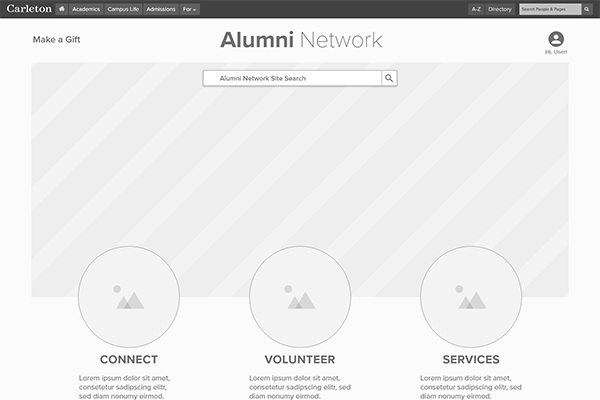 Carleton Academics Campus Life Admissions For A-Z Directory Search People & Pages
Make a Gift
Alumni Network
Hi, User!
Alumni Network Site Search
CONNECT
Lorem ipsum dolor sit amet,
consetetur sadipscing elitr,
sed diam nonumy eirmod.
VOLUNTEER
Lorem ipsum dolor sit amet,
consetetur sadipscing elitr,
sed diam nonumy eirmod.
SERVICES
Lorem ipsum dolor sit amet,
consetetur sadipscing elitr,
sed diam nonumy eirmod.